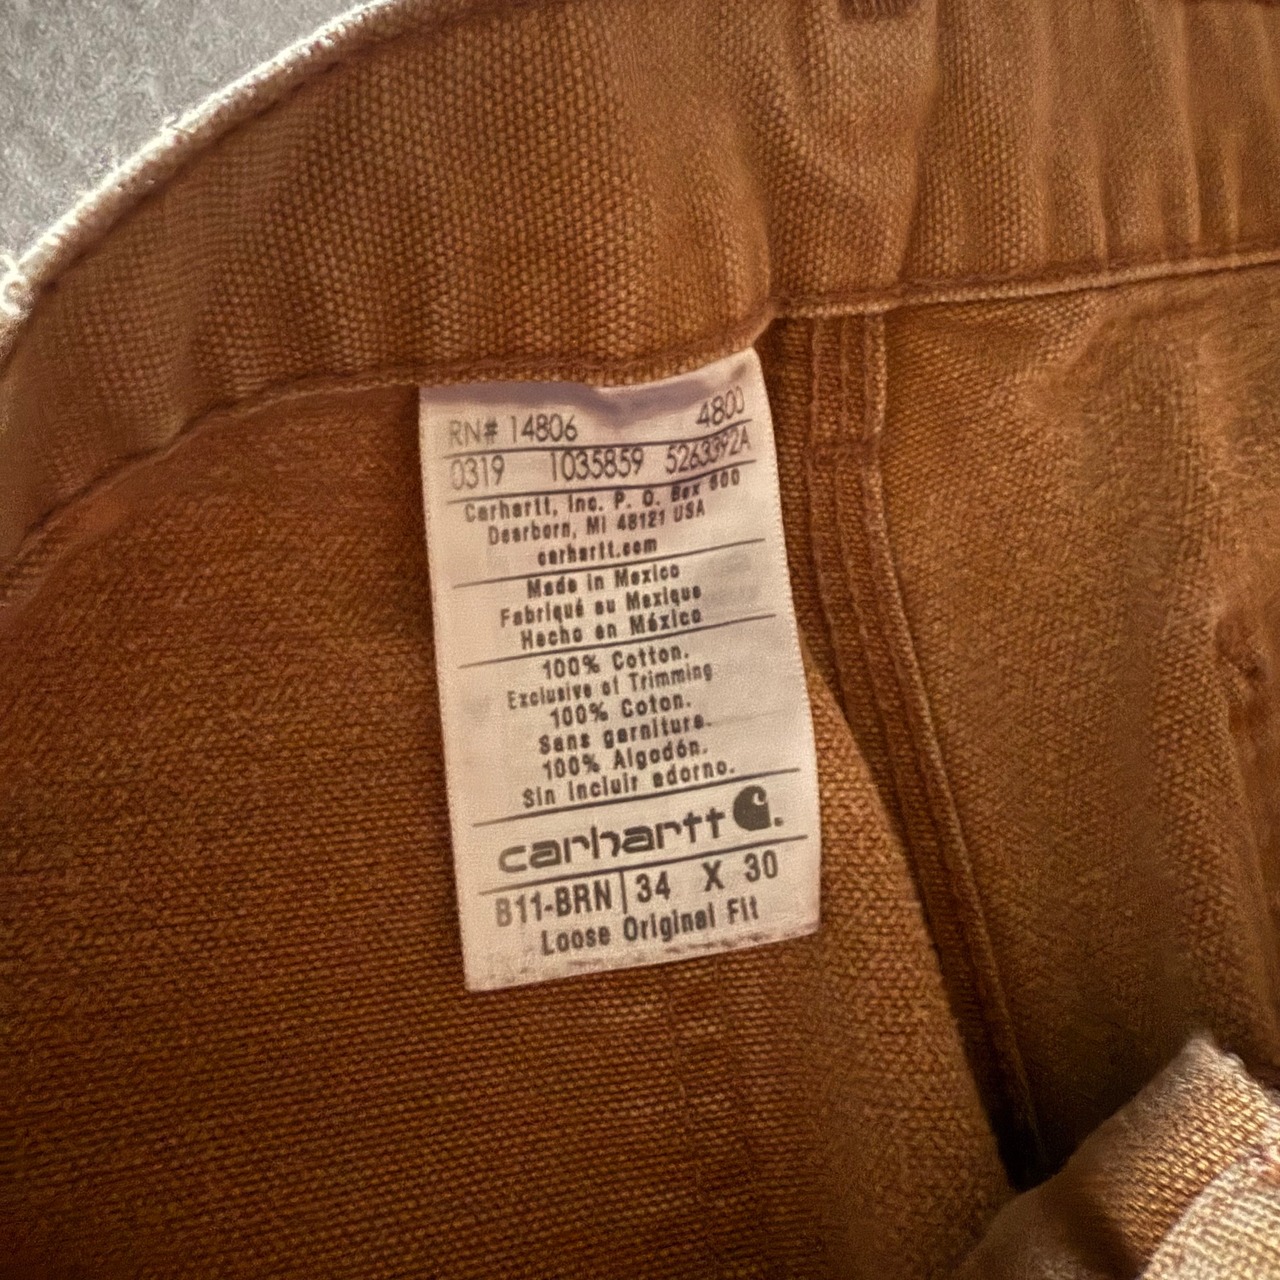 RN# 14806 4800
0319 1035859 5263392A
Carhartt, Inc. P. O. Box 600
Dearborn, MI 48121 USA
carhartt.com
Made in Mexico
Fabriqué au Mexique
Hecho en México
100% Cotton.
Exclusive of Trimming
100% Coton.
Sans garniture.
100% Algodón.
Sin incluir adorno.
carhartt
B11-BRN | 34 X 30
Loose Original Fit